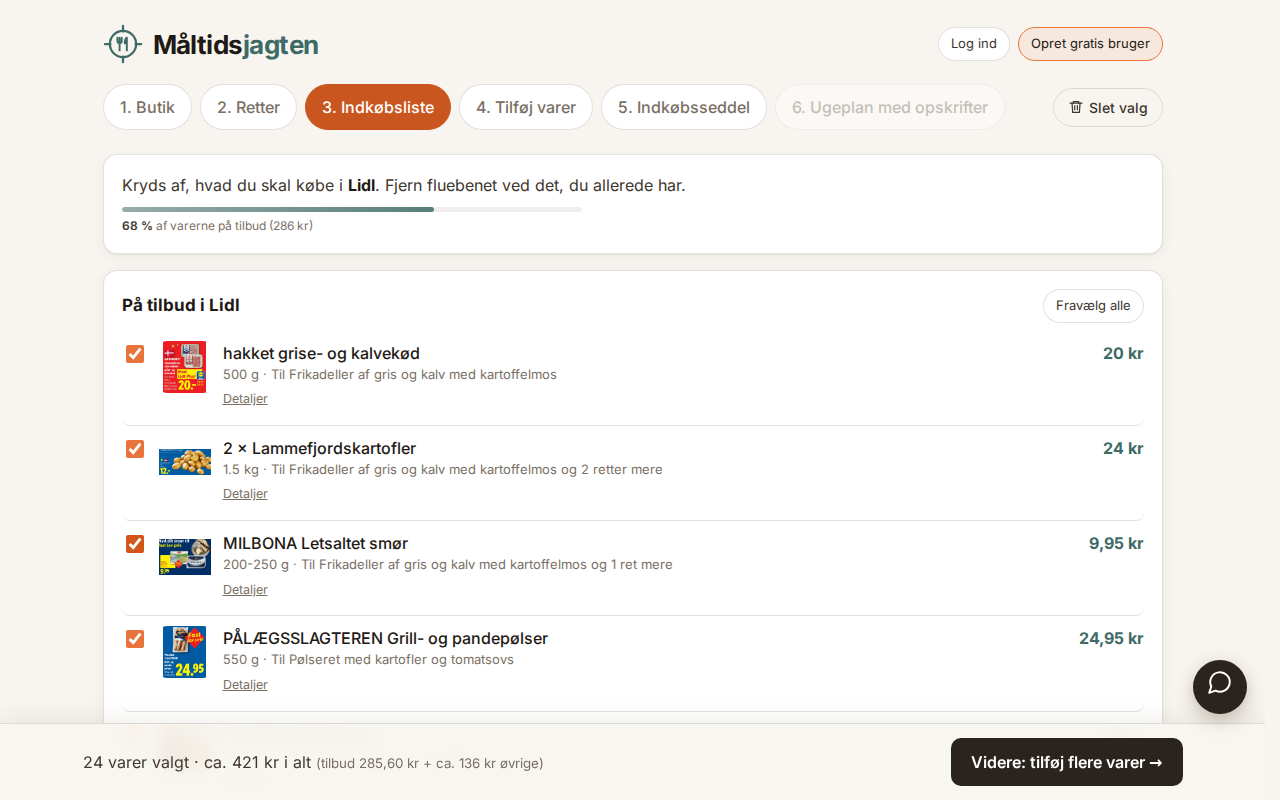 Måltidsjagten
Log ind
Opret gratis bruger
1. Butik
2. Retter
3. Indkøbsliste
4. Tilføj varer
5. Indkøbsseddel
6. Ugeplan med opskrifter
Slet valg
Kryds af, hvad du skal købe i Lidl. Fjern fluebenet ved det, du allerede har.
68 % af varerne på tilbud (286 kr)
På tilbud i Lidl
Fravælg alle
hakket grise- og kalvekød
20 kr
500 g · Til Frikadeller af gris og kalv med kartoffelmos
Detaljer
20.-
2 × Lammefjordskartofler
24 kr
1.5 kg · Til Frikadeller af gris og kalv med kartoffelmos og 2 retter mere
Detaljer
12.-
MILBONA Letsaltet smør
9,95 kr
200-250 g · Til Frikadeller af gris og kalv med kartoffelmos og 1 ret mere
Detaljer
9.95
PÅLÆGSSLAGTEREN Grill- og pandepølser
24,95 kr
550 g · Til Pølseret med kartofler og tomatsovs
Detaljer
24.95
24 varer valgt · ca. 421 kr i alt (tilbud 285,60 kr + ca. 136 kr øvrige)
Videre: tilføj flere varer →